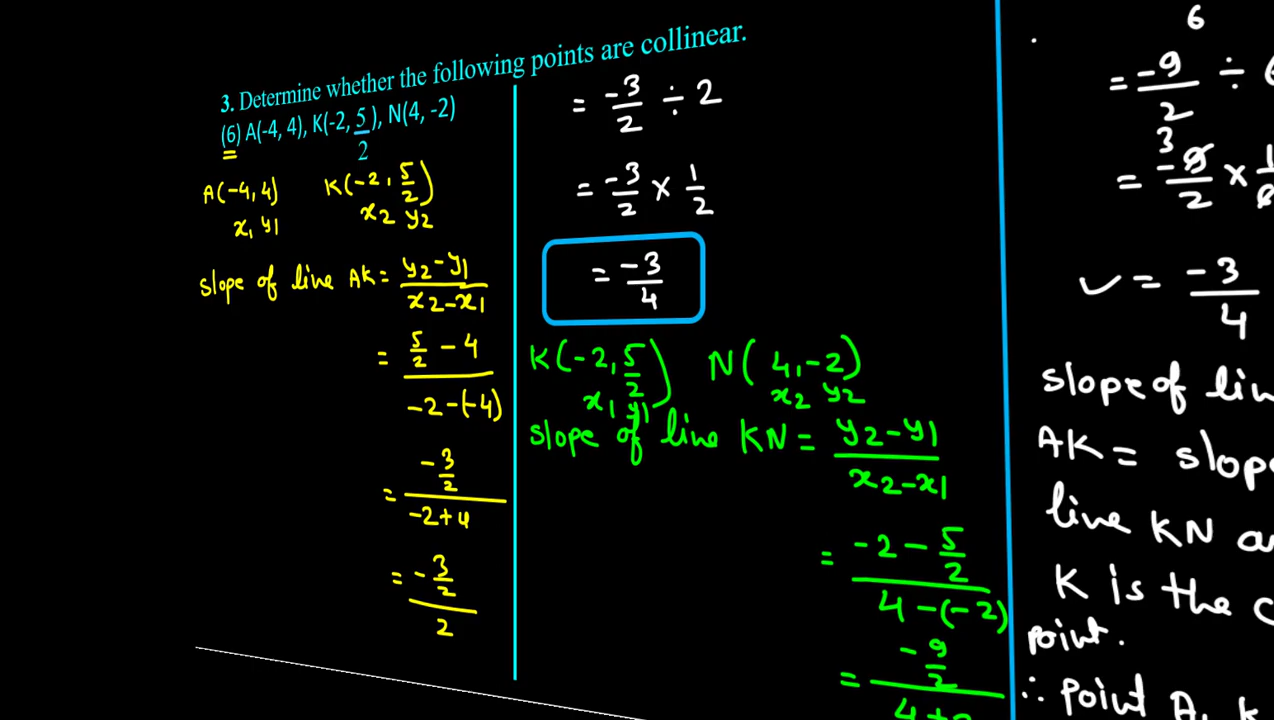 3. Determine whether the following points are collinear.
(6) A(-4, 4), K(-2, 5/2), N(4, -2)
A(-4, 4) K(-2, 5/2)
x1 y1 x2 y2
slope of line AK = y2-y1 / x2-x1
= 5/2 - 4 / -2-(-4)
= -3/2 / -2+4
= -3/2 / 2
= -3/2 ÷ 2
= -3/2 × 1/2
= -3/4
K(-2, 5/2) N(4, -2)
x1 y1 x2 y2
slope of line KN = y2-y1 / x2-x1
= -2 - 5/2 / 4-(-2)
= -9/2
6
= -9/2 ÷
= -9/2 ×
3
= -3/4
slope of
AK = 
line KN
K is the
point.
∴ point A,